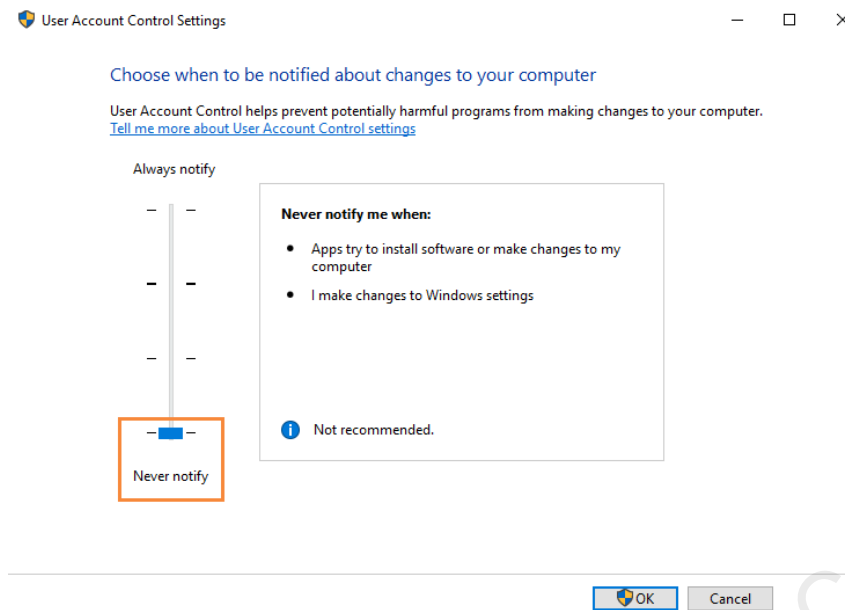 User Account Control Settings
Choose when to be notified about changes to your computer
User Account Control helps prevent potentially harmful programs from making changes to your computer.
Tell me more about User Account Control settings
Always notify
Never notify me when:
Apps try to install software or make changes to my
computer
I make changes to Windows settings
Not recommended.
Never notify
OK
Cancel